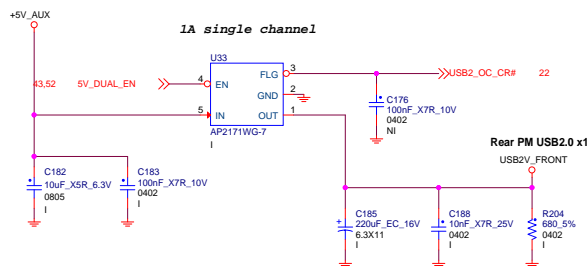 +5V_AUX
1A single channel
U33
43,52 5V_DUAL_EN
4 EN
FLG 3
USB2_OC_CR# 22
GND 2
5 IN
OUT 1
AP2171WG-7
I
C176
100nF_X7R_10V
0402
NI
Rear PM USB2.0 x1
USB2V_FRONT
C182
10uF_X5R_6.3V
0805
I
C183
100nF_X7R_10V
0402
I
C185
220uF_EC_16V
6.3X11
I
C188
10nF_X7R_25V
0402
I
R204
680_5%
0402
I